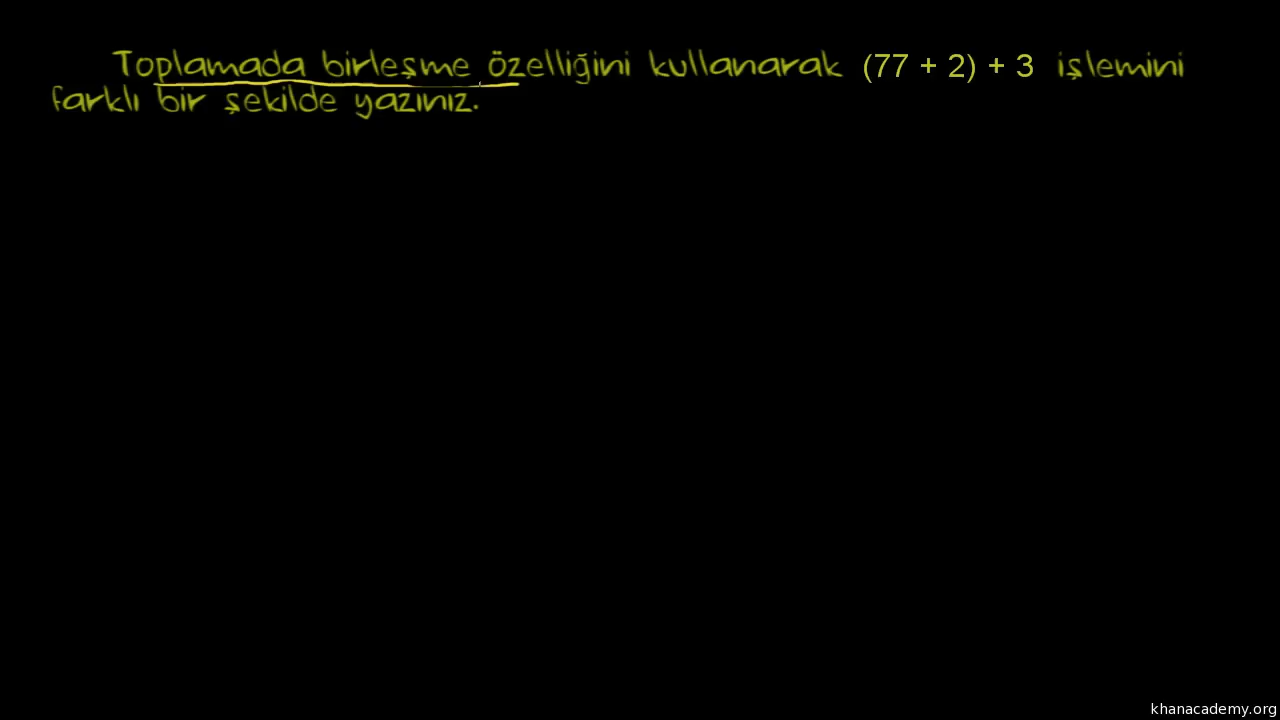 Toplamada birleşme özelliğini kullanarak (77 + 2) + 3 işlemini
farklı bir şekilde yazınız.
khanacademy.org